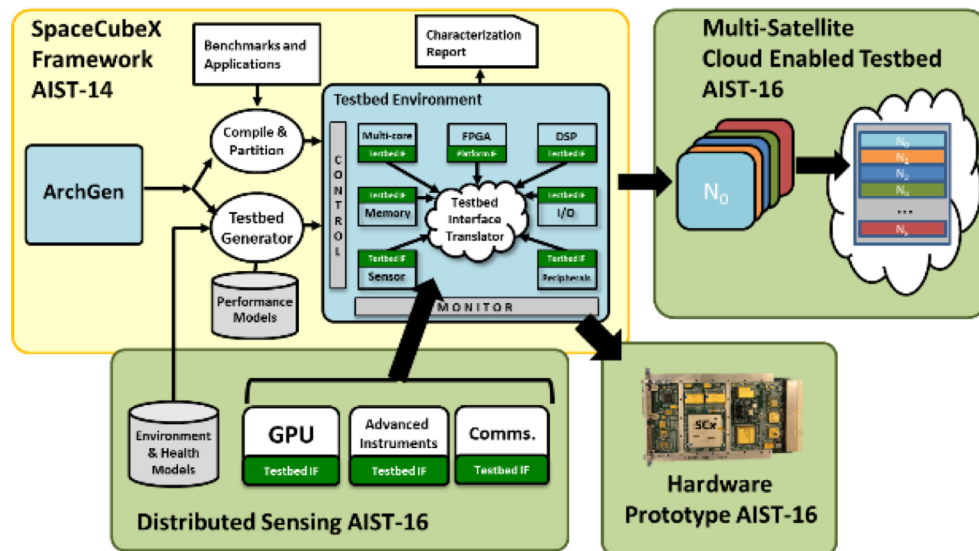 SpaceCubeX
Framework
AIST-14
Benchmarks and
Applications
Characterization
Report
ArchGen
Compile &
Partition
Testbed
Generator
Performance
Models
Testbed Environment
CONTROL
Multi-core
Testbed IF
FPGA
Platform IF
DSP
Testbed IF
Testbed IF
Memory
Testbed
Interface
Translator
Testbed IF
I/O
Testbed IF
Sensor
Testbed IF
Peripherals
MONITOR
Multi-Satellite
Cloud Enabled Testbed
AIST-16
N0
N0
N1
N2
...
Environment
& Health
Models
GPU
Testbed IF
Advanced
Instruments
Testbed IF
Comms.
Testbed IF
Distributed Sensing AIST-16
SCx
Hardware
Prototype AIST-16